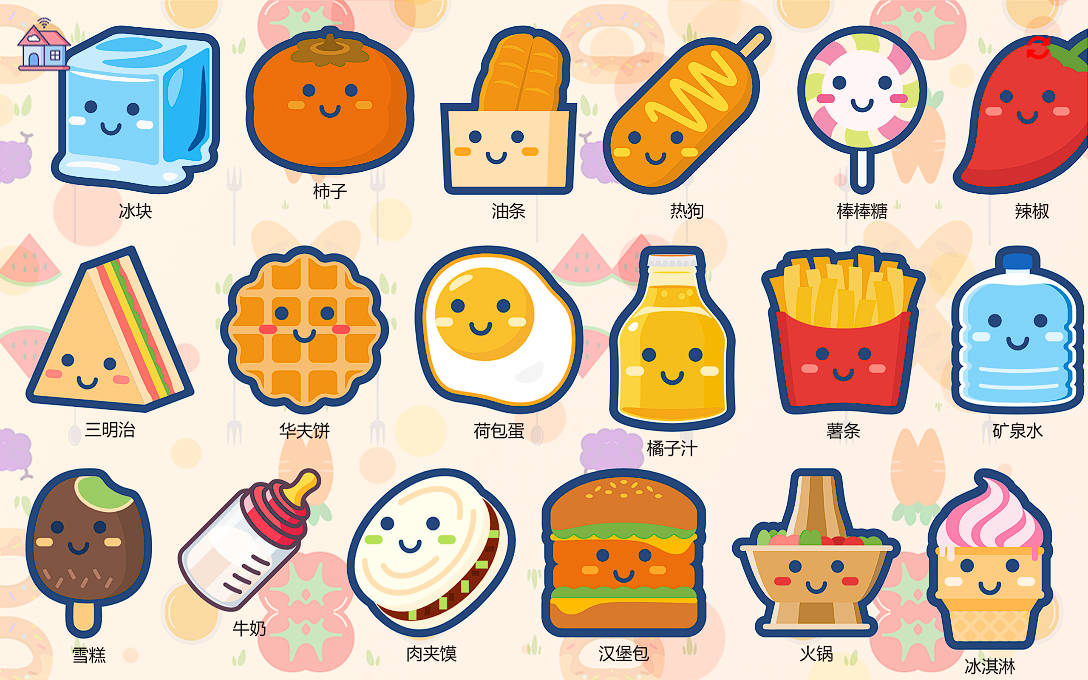 冰块
柿子
油条
热狗
棒棒糖
辣椒
三明治
华夫饼
荷包蛋
橘子汁
薯条
矿泉水
雪糕
牛奶
肉夹馍
汉堡包
火锅
冰淇淋